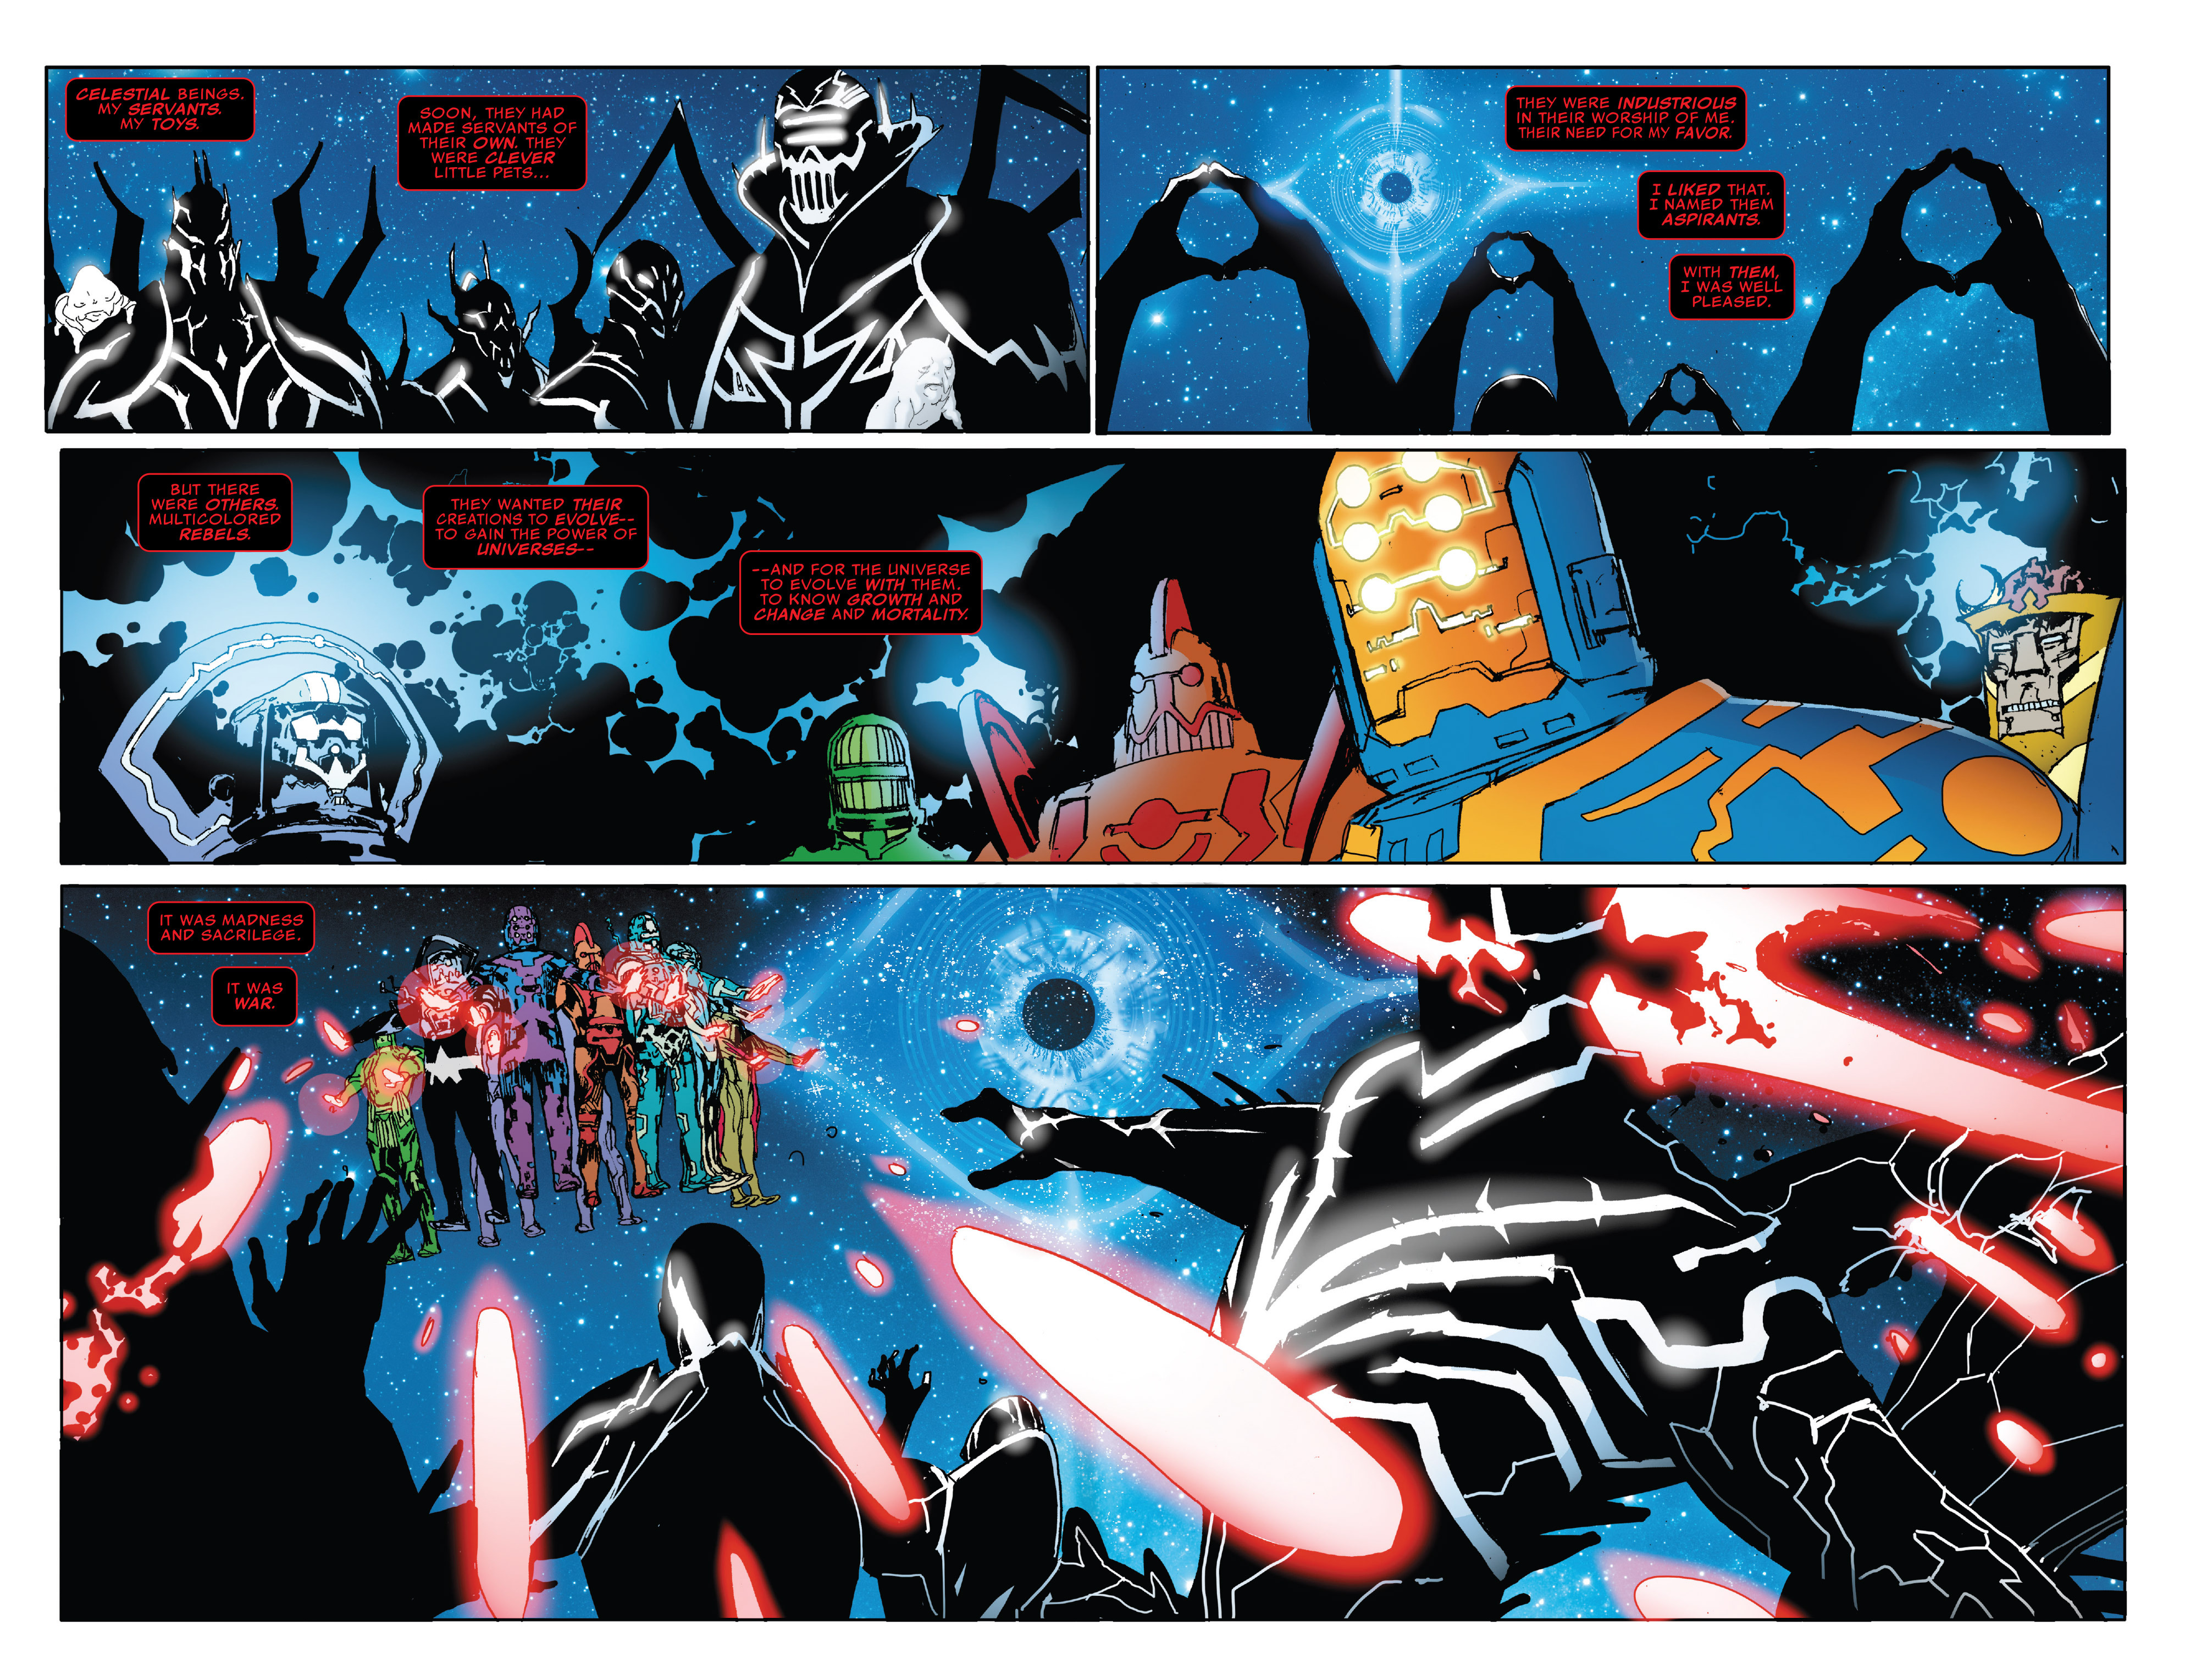 CELESTIAL BEINGS.
MY SERVANTS.
MY TOYS.
SOON, THEY HAD
MADE SERVANTS OF
THEIR OWN. THEY
WERE CLEVER
LITTLE PETS...
THEY WERE INDUSTRIOUS
IN THEIR WORSHIP OF ME.
THEIR NEED FOR MY FAVOR.
I LIKED THAT.
I NAMED THEM
ASPIRANTS.
WITH THEM,
I WAS WELL
PLEASED.
BUT THERE
WERE OTHERS.
MULTICOLORED
REBELS.
THEY WANTED THEIR
CREATIONS TO EVOLVE--
TO GAIN THE POWER OF
UNIVERSES--
--AND FOR THE UNIVERSE
TO EVOLVE WITH THEM.
TO KNOW GROWTH AND
CHANGE AND MORTALITY.
IT WAS MADNESS
AND SACRILEGE.
IT WAS
WAR.